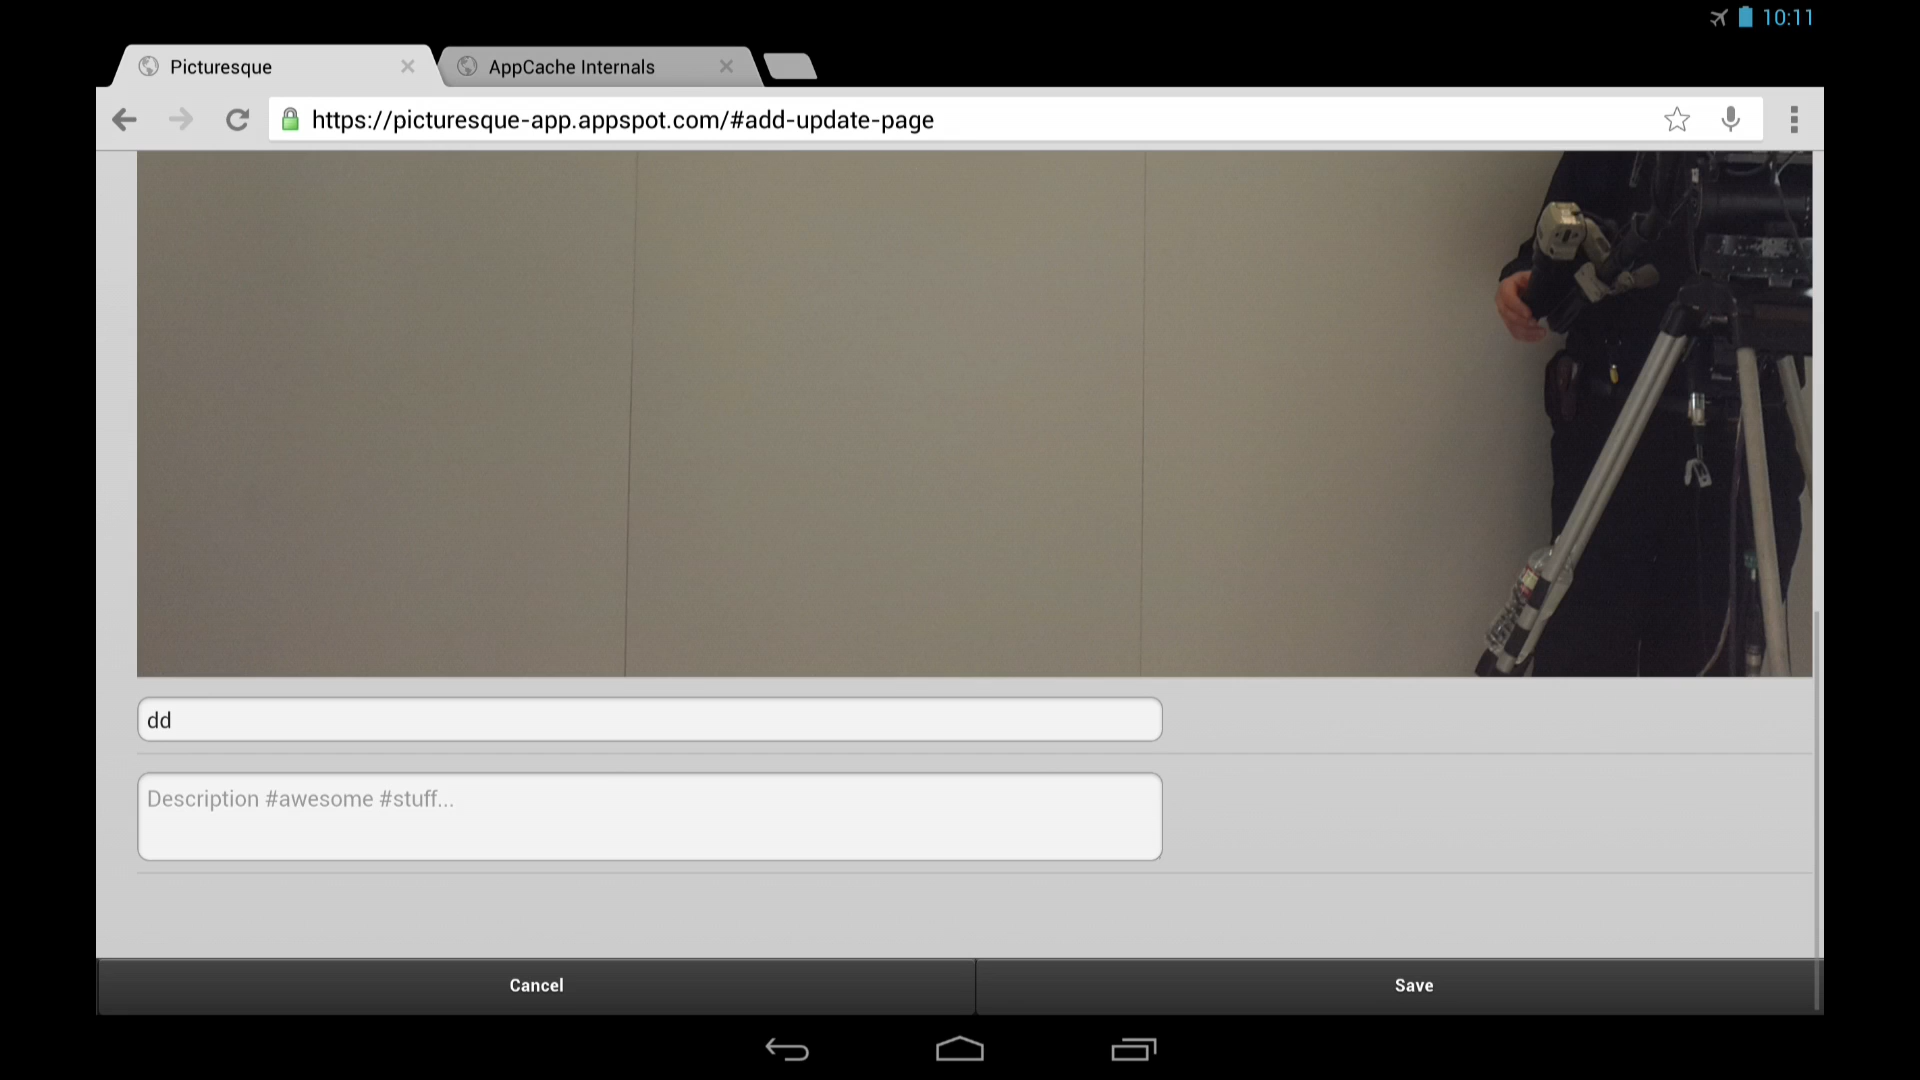 10:11
Picturesque
AppCache Internals
https://picturesque-app.appspot.com/#add-update-page
dd
Description #awesome #stuff...
Cancel
Save